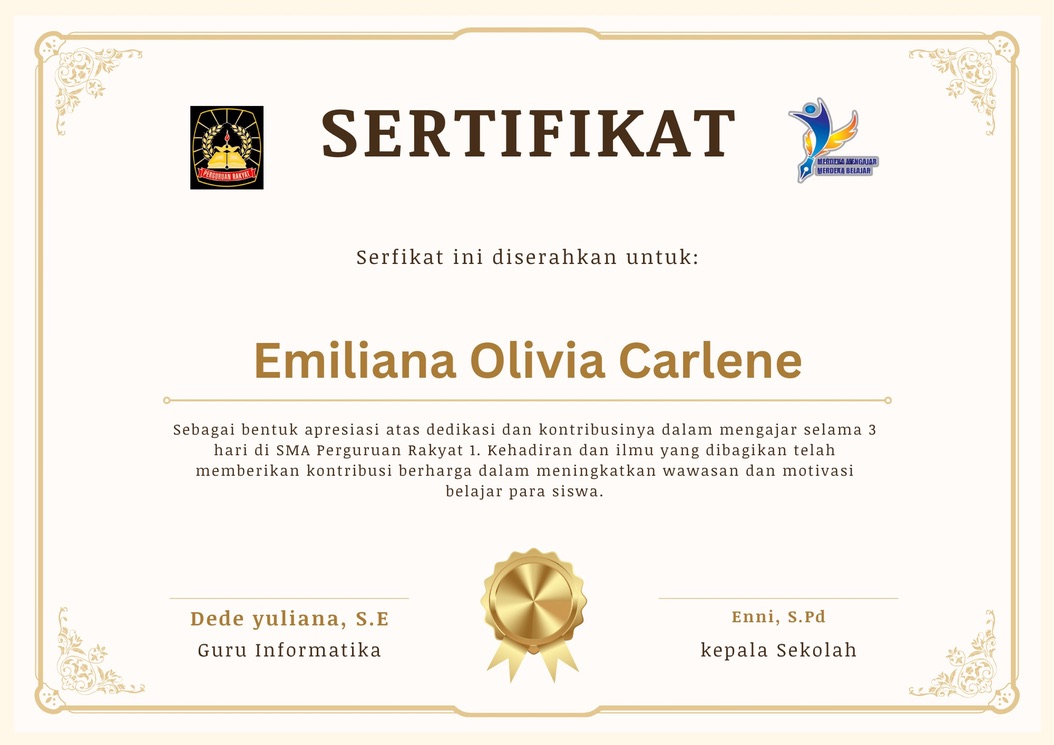 SERTIFIKAT
PERGURUAN RAKYAT
MERDEKA MENGAJAR
MERDEKA BELAJAR
Serfikat ini diserahkan untuk:
Emiliana Olivia Carlene
Sebagai bentuk apresiasi atas dedikasi dan kontribusinya dalam mengajar selama 3
hari di SMA Perguruan Rakyat 1. Kehadiran dan ilmu yang dibagikan telah
memberikan kontribusi berharga dalam meningkatkan wawasan dan motivasi
belajar para siswa.
Dede yuliana, S.E
Guru Informatika
Enni, S.Pd
kepala Sekolah